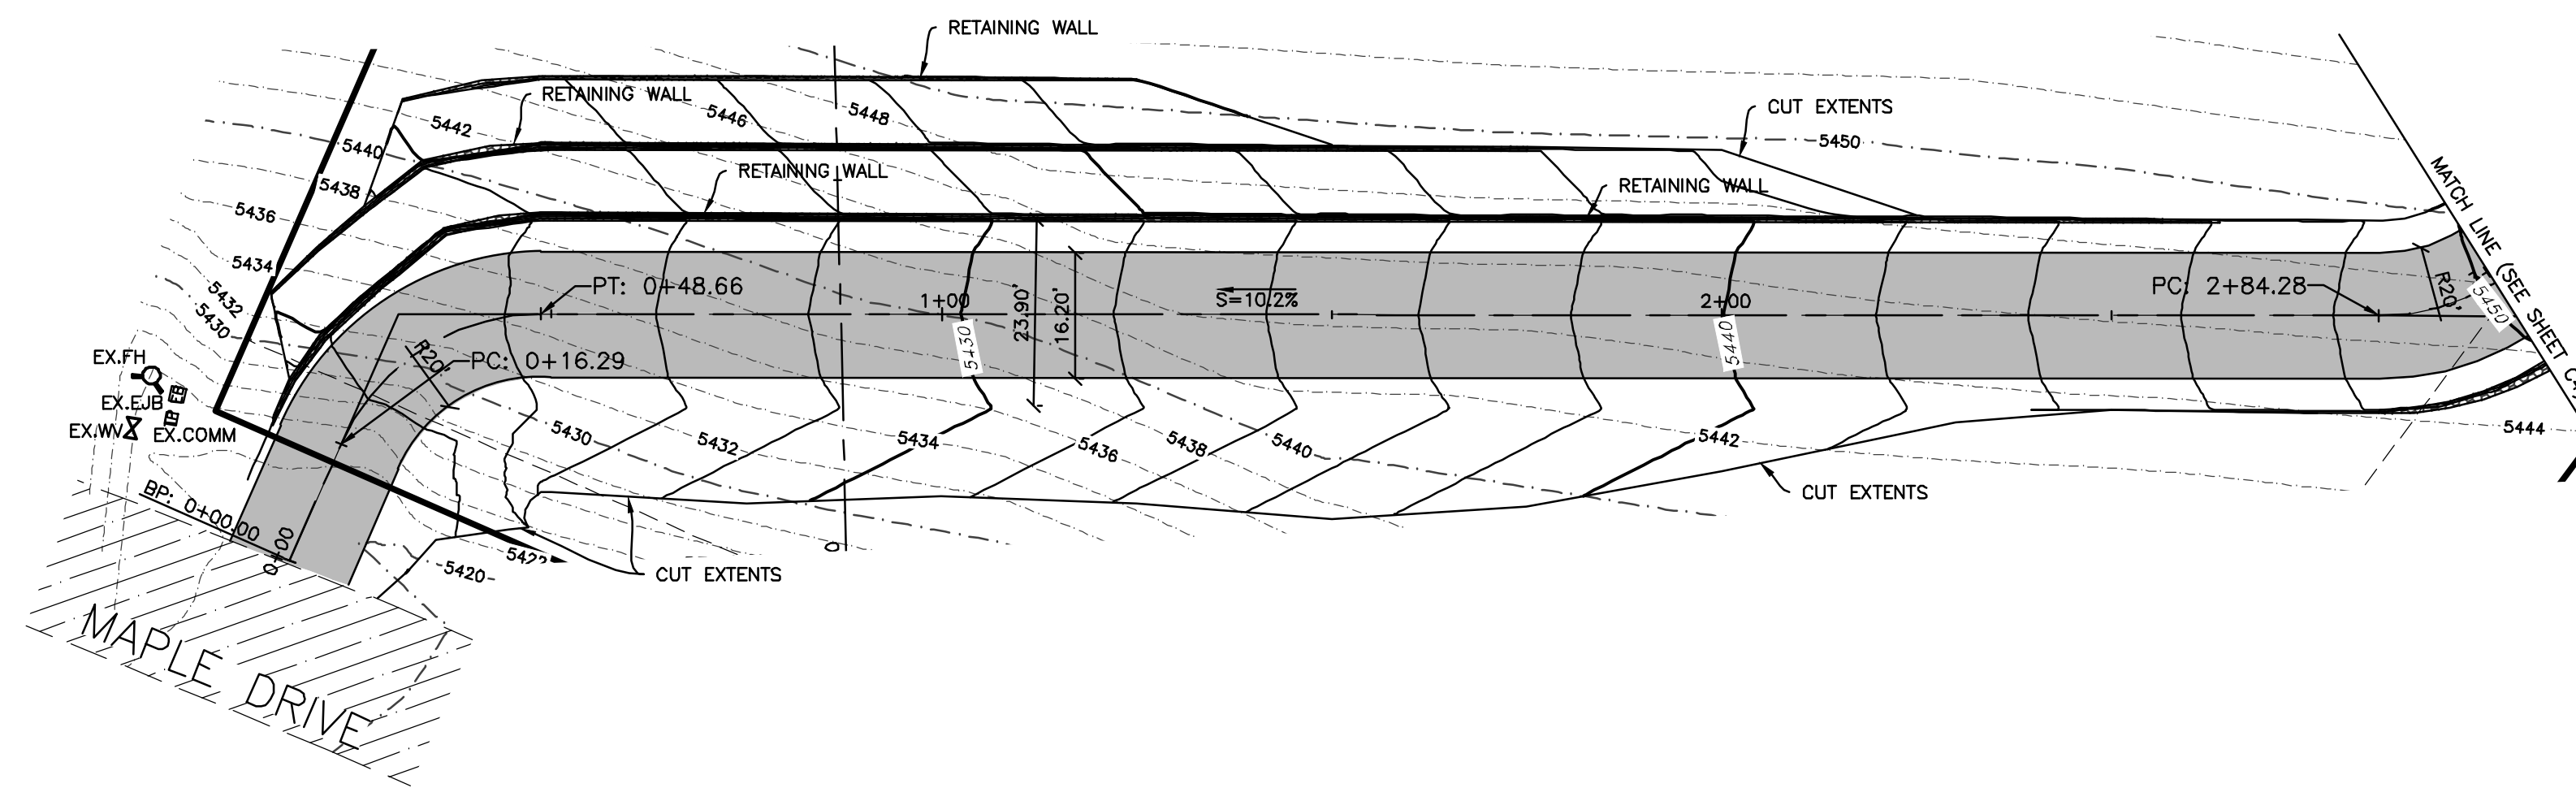 RETAINING WALL
RETAINING WALL
CUT EXTENTS
5446
5448
5442
5440
5450
RETAINING WALL
RETAINING WALL
5438
5436
MATCH LINE (SEE SHEET
5434
PT: 0+48.66
PC: 2+84.28
R20'
5450
5432
5430
1+00
S=10.2%
2+00
23.90'
16.20'
5430
5440
EX.FH
R20'
PC: 0+16.29
EX.EJB
EB
EX.WV
EX.COMM
5430
5432
5434
5436
5438
5440
5442
5444
CUT EXTENTS
BP: 0+00.00
0+00
0
5422
5420
CUT EXTENTS
MAPLE DRIVE